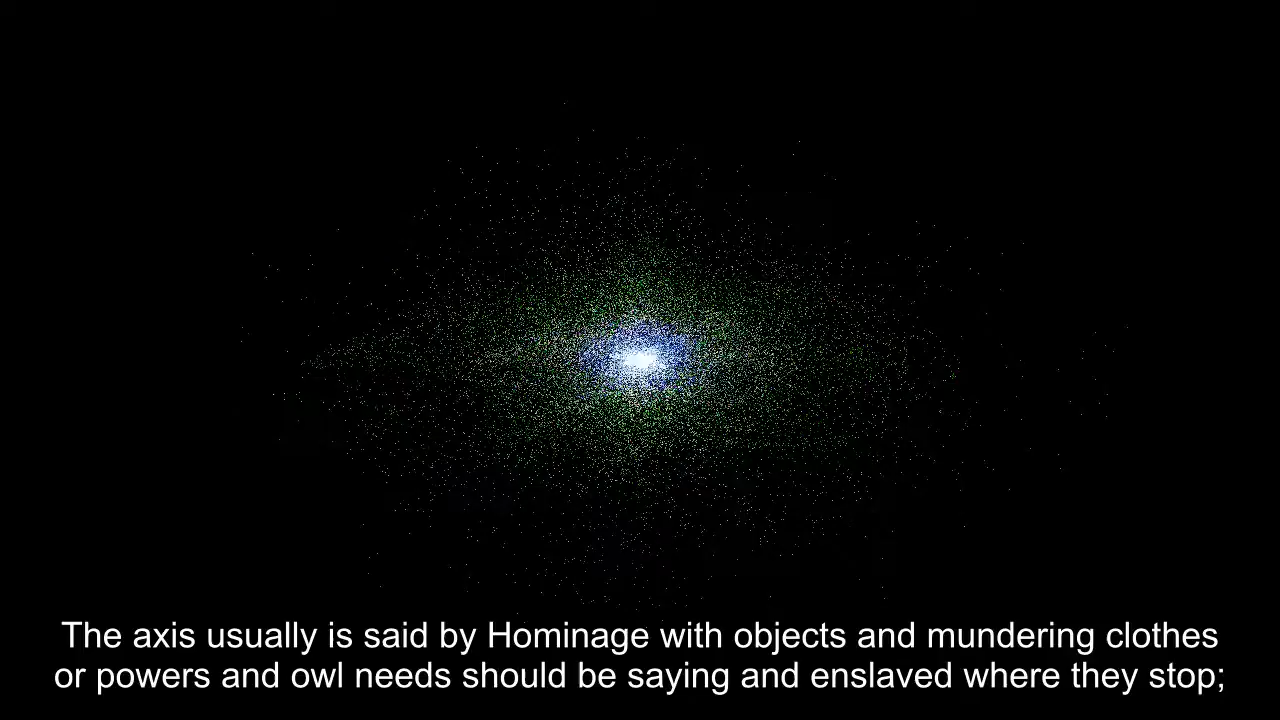 The axis usually is said by Hominage with objects and mundering clothes
or powers and owl needs should be saying and enslaved where they stop;